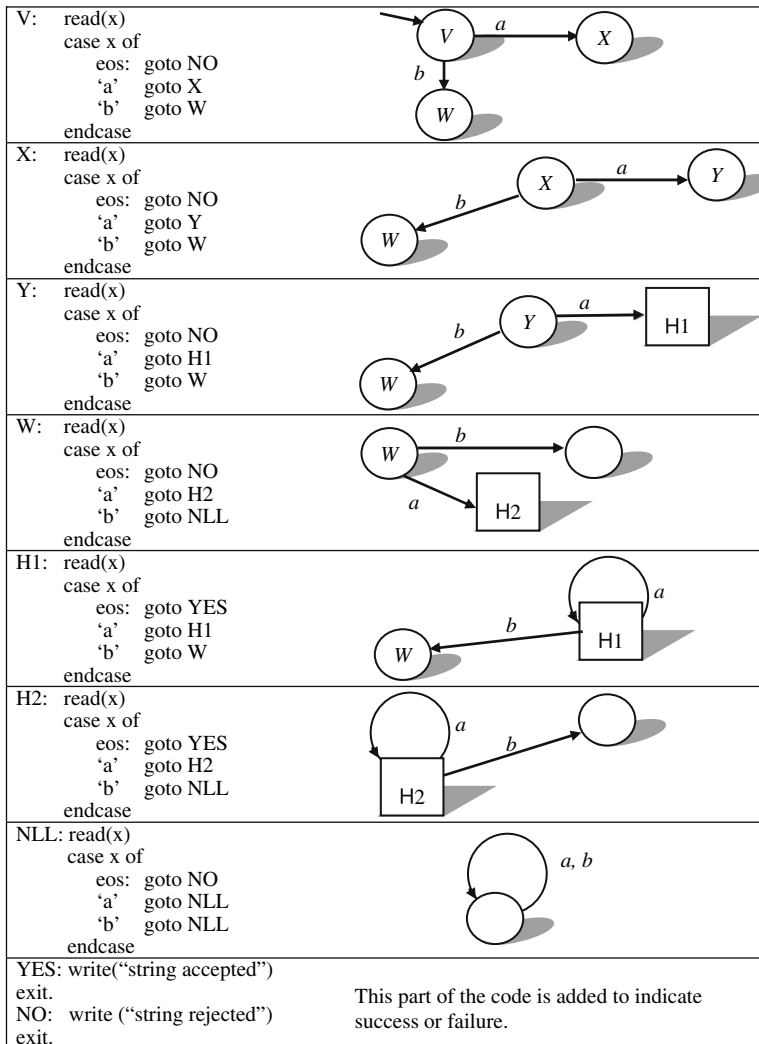 V: read(x)
case x of
eos: goto NO
‘a’ goto X
‘b’ goto W
endcase
V
a
X
b
W
X: read(x)
case x of
eos: goto NO
‘a’ goto Y
‘b’ goto W
endcase
X
a
Y
b
W
Y: read(x)
case x of
eos: goto NO
‘a’ goto H1
‘b’ goto W
endcase
Y
a
H1
b
W
W: read(x)
case x of
eos: goto NO
‘a’ goto H2
‘b’ goto NLL
endcase
W
b
a
H2
H1: read(x)
case x of
eos: goto YES
‘a’ goto H1
‘b’ goto W
endcase
a
b
H1
W
H2: read(x)
case x of
eos: goto YES
‘a’ goto H2
‘b’ goto NLL
endcase
a
b
H2
NLL: read(x)
case x of
eos: goto NO
‘a’ goto NLL
‘b’ goto NLL
endcase
a, b
YES: write(“string accepted”)
exit.
NO: write (“string rejected”)
exit.
This part of the code is added to indicate
success or failure.